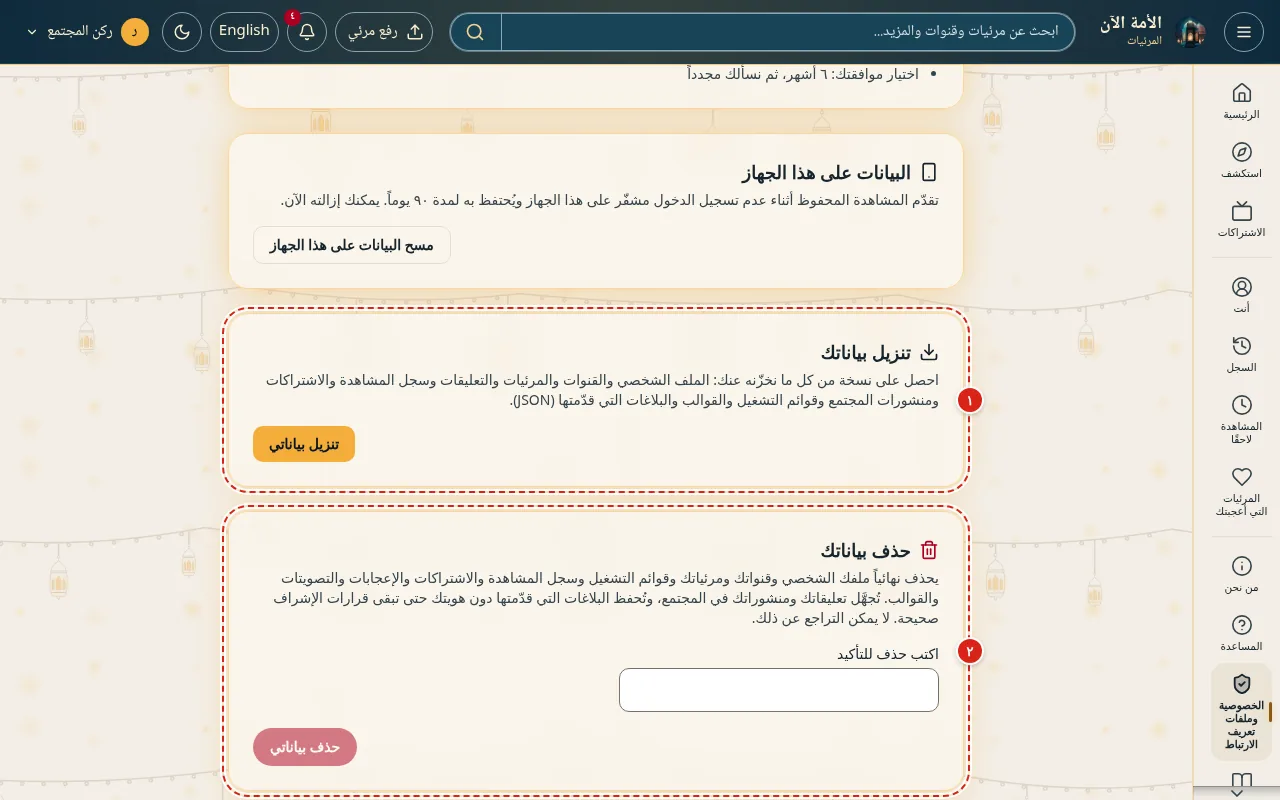 الأمة الآن
المرئيات
ابحث عن مرئيات وقنوات والمزيد...
رفع مرئي
٤
English
ر
ركن المجتمع
الرئيسية
استكشف
الاشتراكات
أنت
السجل
المشاهدة
لاحقًا
المرئيات
التي أعجبتك
من نحن
المساعدة
الخصوصية
وملفات
تعريف
الارتباط
اختيار موافقتك: ٦ أشهر، ثم نسألك مجدداً
البيانات على هذا الجهاز
تقدّم المشاهدة المحفوظ أثناء عدم تسجيل الدخول مشفّر على هذا الجهاز ويُحتفظ به لمدة ٩٠ يوماً. يمكنك إزالته الآن.
مسح البيانات على هذا الجهاز
١
تنزيل بياناتك
احصل على نسخة من كل ما نخزّنه عنك: الملف الشخصي والقنوات والمرئيات والتعليقات وسجل المشاهدة والاشتراكات
ومنشورات المجتمع وقوائم التشغيل والقوالب والبلاغات التي قدّمتها (JSON).
تنزيل بياناتي
٢
حذف بياناتك
يحذف نهائياً ملفك الشخصي وقنواتك ومرئياتك وقوائم التشغيل وسجل المشاهدة والاشتراكات والإعجابات والتصويتات
والقوالب. تُجهَّل تعليقاتك ومنشوراتك في المجتمع، وتُحفظ البلاغات التي قدّمتها دون هويتك حتى تبقى قرارات الإشراف
صحيحة. لا يمكن التراجع عن ذلك.
اكتب حذف للتأكيد
حذف بياناتي